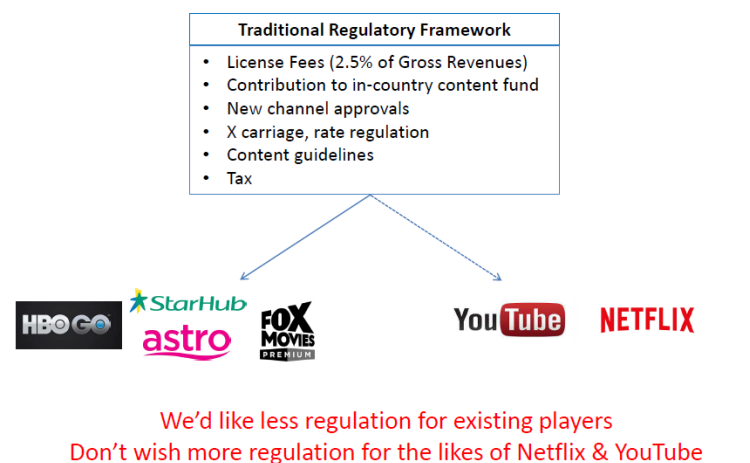 Traditional Regulatory Framework
• License Fees (2.5% of Gross Revenues)
• Contribution to in-country content fund
• New channel approvals
• X carriage, rate regulation
• Content guidelines
• Tax
HBO GO
StarHub
astro
FOX
MOVIES
PREMIUM
YouTube
NETFLIX
We'd like less regulation for existing players
Don't wish more regulation for the likes of Netflix & YouTube